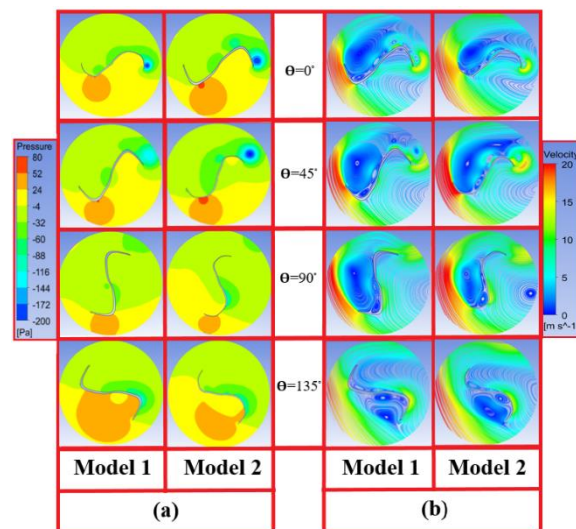 Pressure
80
52
24
-4
-32
-60
-88
-116
-144
-172
-200
[Pa]
Θ=0°
Θ=45°
Θ=90°
Θ=135°
Velocity
20
15
10
5
0
[m s^-1]
Model 1
Model 2
Model 1
Model 2
(a)
(b)